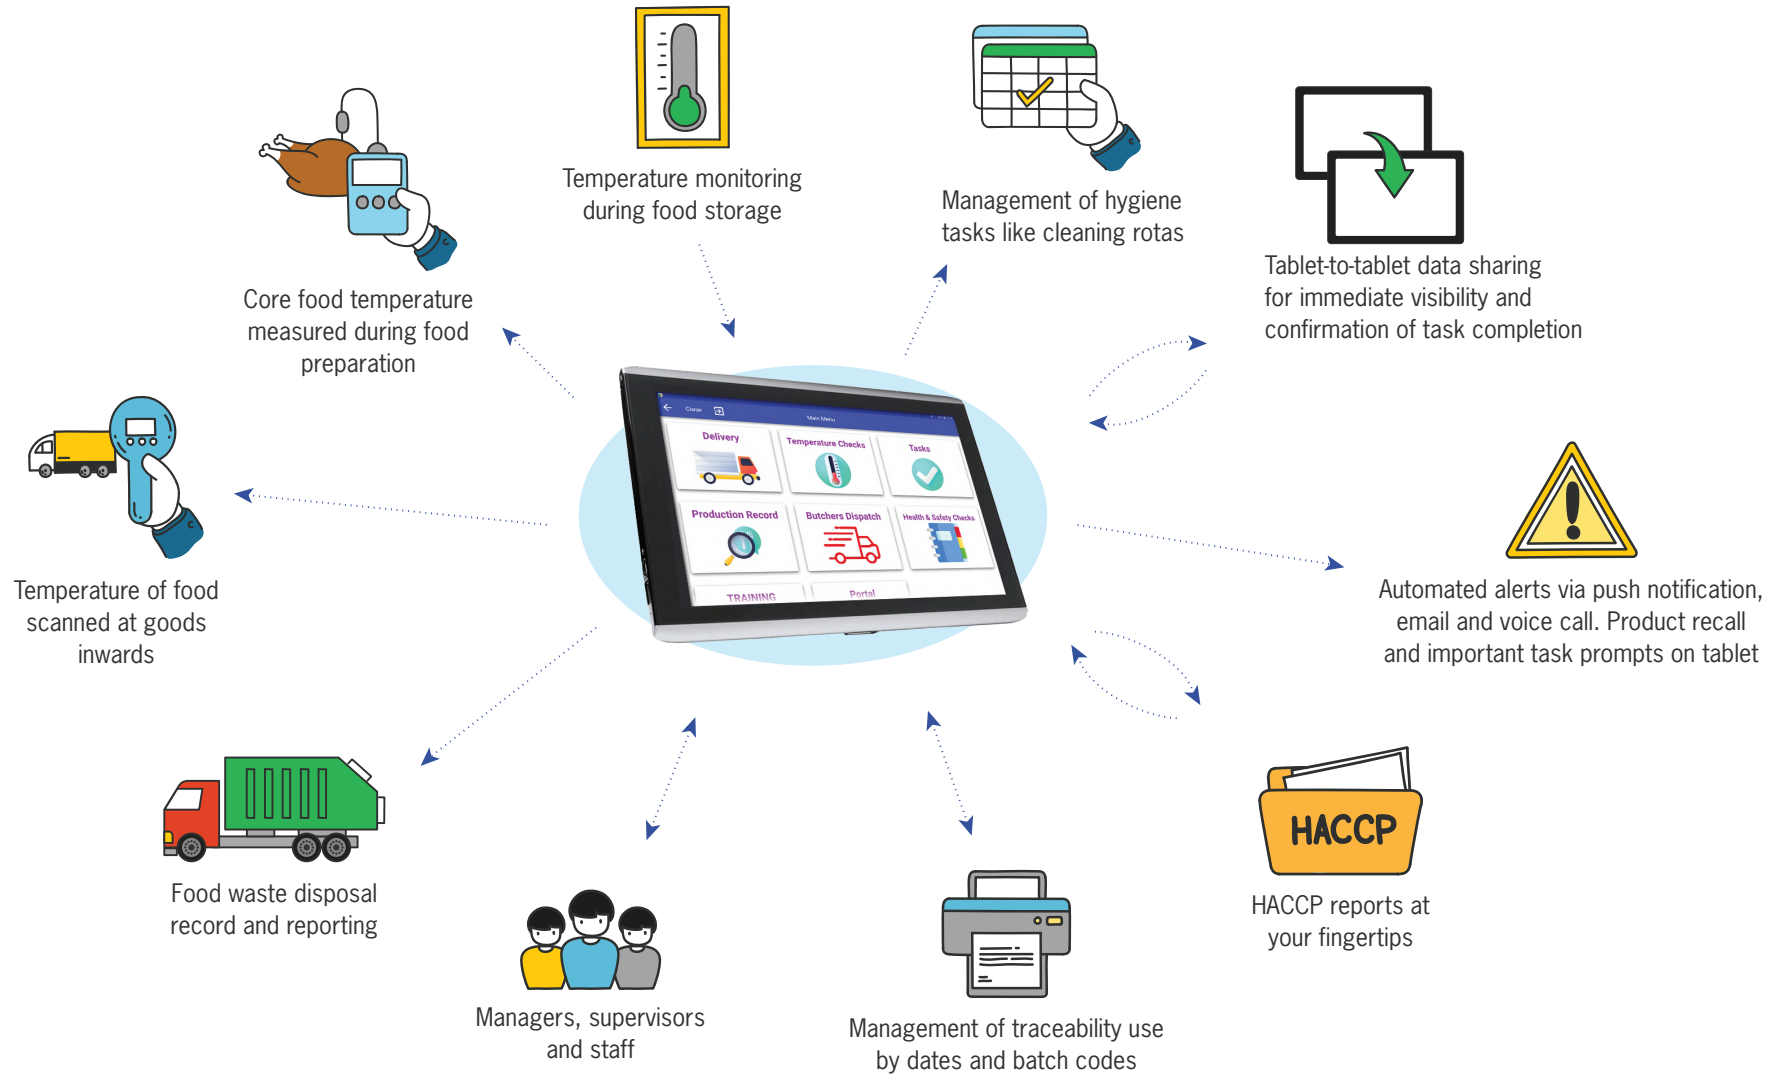 Temperature monitoring
during food storage
Management of hygiene
tasks like cleaning rotas
Tablet-to-tablet data sharing
for immediate visibility and
confirmation of task completion
Core food temperature
measured during food
preparation
Main Menu
Delivery
Temperature Checks
Tasks
Production Record
Butchers Dispatch
Health & Safety Checks
TRAINING
Portal
Temperature of food
scanned at goods
inwards
Automated alerts via push notification,
email and voice call. Product recall
and important task prompts on tablet
HACCP
HACCP reports at
your fingertips
Food waste disposal
record and reporting
Managers, supervisors
and staff
Management of traceability use
by dates and batch codes